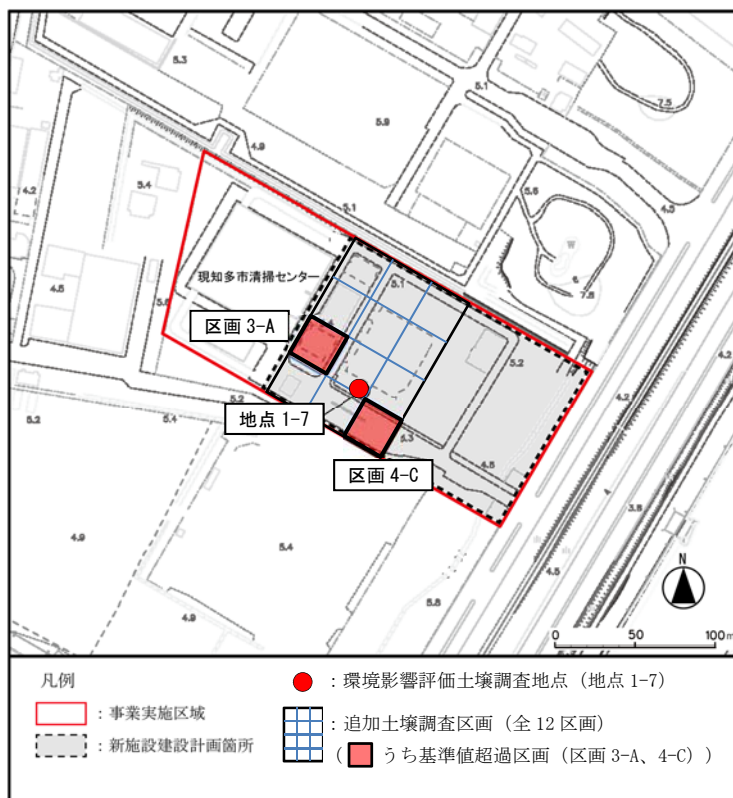 5.3
5.1
7.5
5.9
4.9
4.2
5.4
5.6
4.5
5.1
現知多市清掃センター
5.1
7.5
4.5
区画 3-A
5.2
4.2
5.2
地点 1-7
5.2
5.4
5.3
区画 4-C
4.5
3.8
4.9
5.4
4.5
N
5.8
4.9
0 50 100m
凡例
：環境影響評価土壌調査地点（地点 1-7）
：事業実施区域
：追加土壌調査区画（全 12 区画）
：新施設建設計画箇所
（ うち基準値超過区画（区画 3-A、4-C））